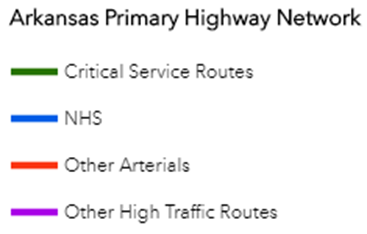 Arkansas Primary Highway Network
Critical Service Routes
NHS
Other Arterials
Other High Traffic Routes